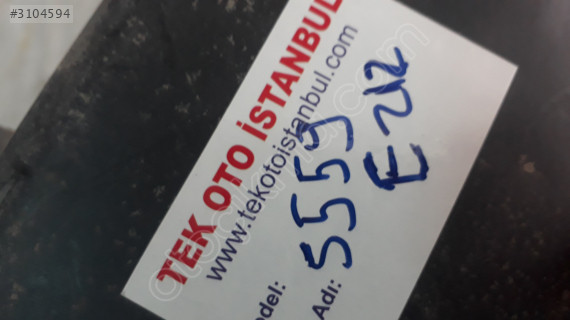 #3104594
TEK OTO İSTANBUL
www.tekotoistanbul.com
5559
E212
odel:
Adı: